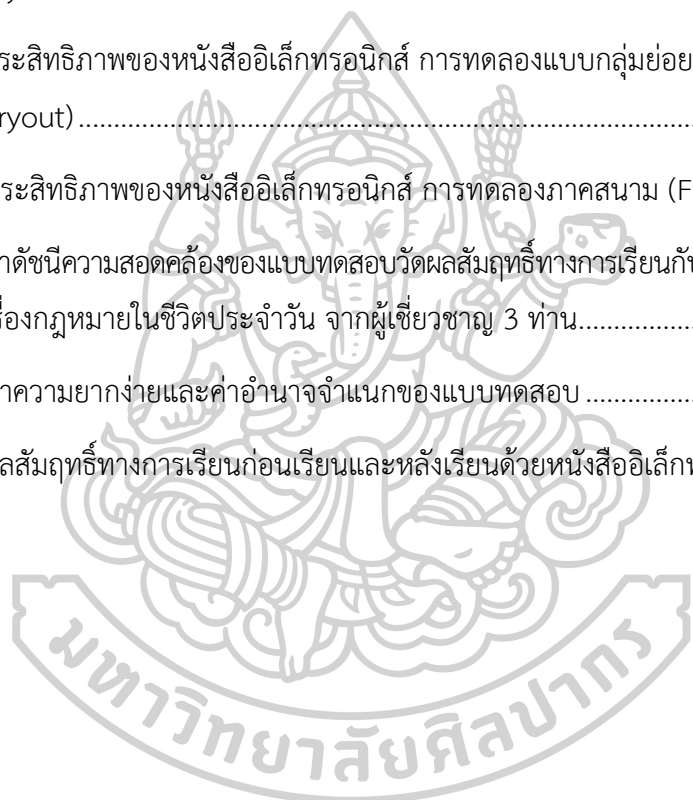 ระสิทธิภาพของหนังสืออิเล็กทรอนิกส์ การทดลองแบบกลุ่มย่อย
ryout)
ระสิทธิภาพของหนังสืออิเล็กทรอนิกส์ การทดลองภาคสนาม (F
าดัชนีความสอดคล้องของแบบทดสอบวัดผลสัมฤทธิ์ทางการเรียนกับ
รื่องกฎหมายในชีวิตประจำวัน จากผู้เชี่ยวชาญ 3 ท่าน
าความยากง่ายและค่าอำนาจจำแนกของแบบทดสอบ
ลสัมฤทธิ์ทางการเรียนก่อนเรียนและหลังเรียนด้วยหนังสืออิเล็กท
มหาวิทยาลัยศิลปากร